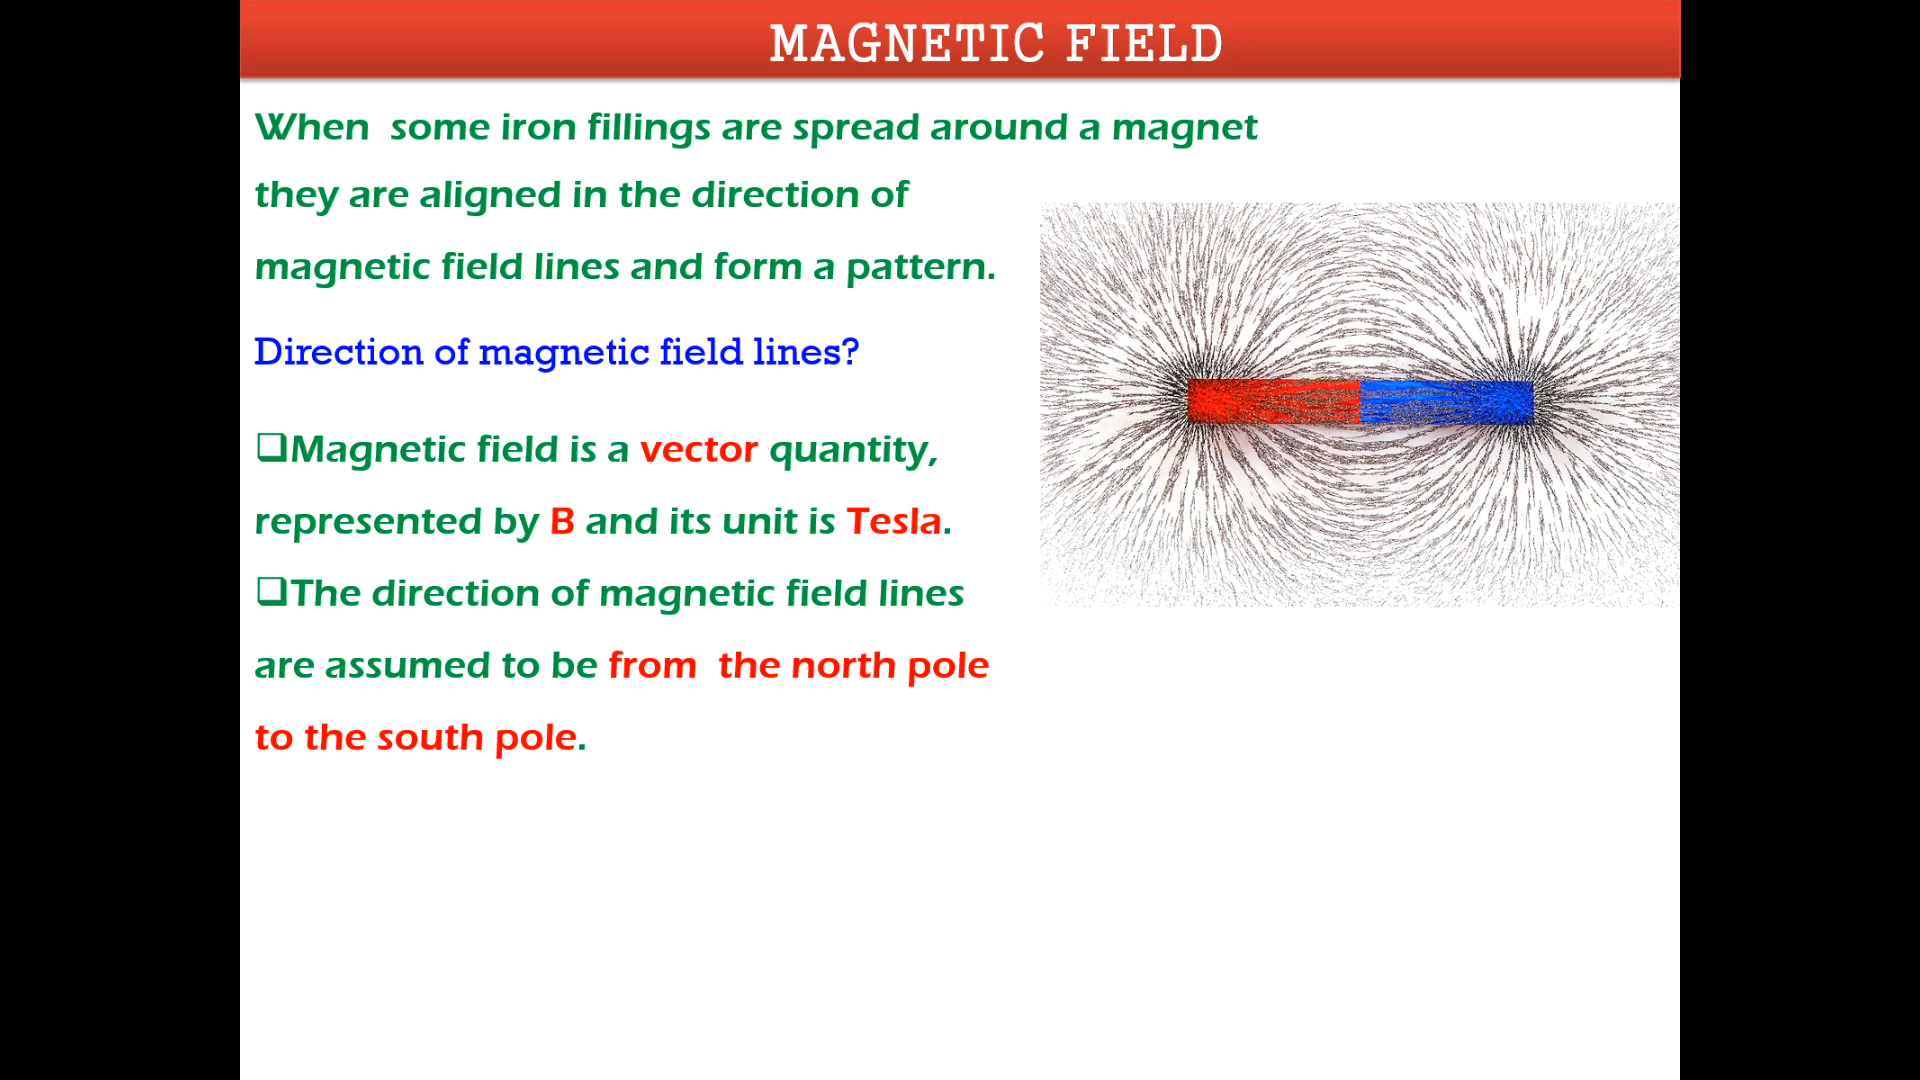 MAGNETIC FIELD
When some iron fillings are spread around a magnet
they are aligned in the direction of
magnetic field lines and form a pattern.
Direction of magnetic field lines?
❑Magnetic field is a vector quantity,
represented by B and its unit is Tesla.
❑The direction of magnetic field lines
are assumed to be from the north pole
to the south pole.